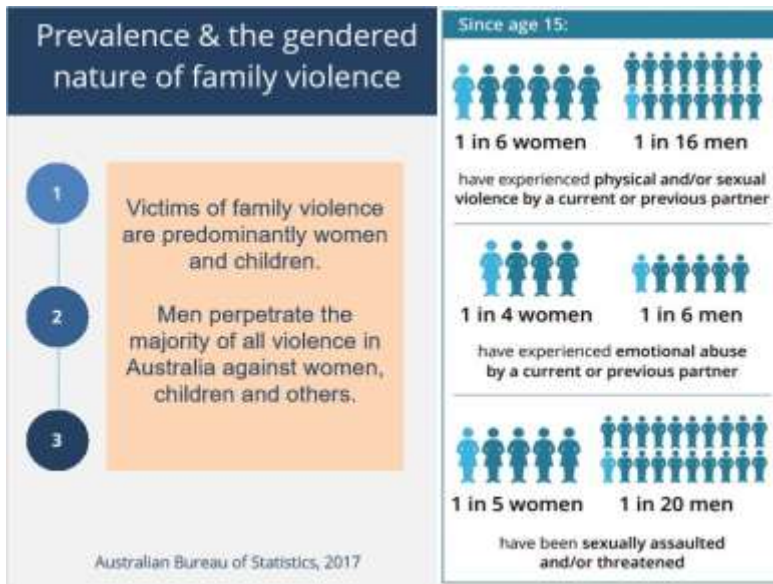 Prevalence & the gendered
nature of family violence
1
2
3
Victims of family violence
are predominantly women
and children.
Men perpetrate the
majority of all violence in
Australia against women,
children and others.
Australian Bureau of Statistics, 2017
Since age 15:
1 in 6 women 1 in 16 men
have experienced physical and/or sexual
violence by a current or previous partner
1 in 4 women 1 in 6 men
have experienced emotional abuse
by a current or previous partner
1 in 5 women 1 in 20 men
have been sexually assaulted
and/or threatened